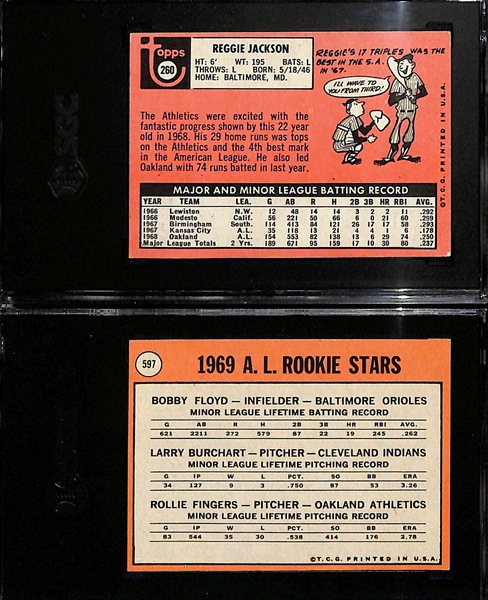 Topps
260
REGGIE JACKSON
HT: 6' WT: 195 BATS: L
THROWS: L BORN: 5/18/46
HOME: BALTIMORE, MD.
REGGIE'S 17 TRIPLES WAS THE
BEST IN THE S.A.
IN '67.
I'LL WAVE TO
YOU FROM THIRD!
The Athletics were excited with the
fantastic progress shown by this 22 year
old in 1968. His 29 home runs was tops
on the Athletics and the 4th best mark
in the American League. He also led
Oakland with 74 runs batted in last year.
©T.C.G. PRINTED IN U.S.A.
MAJOR AND MINOR LEAGUE BATTING RECORD
YEAR TEAM LEA. G AB R H 2B 3B HR RBI AVG.
1966 Lewiston N.W. 12 48 14 14 3 2 2 11 .292
1966 Modesto Calif. 56 221 50 66 6 0 21 60 .299
1967 Birmingham South. 114 413 84 121 26 17 17 58 .293
1967 Kansas City A.L. 35 118 13 21 4 4 1 6 .178
1968 Oakland A.L. 154 553 82 138 13 6 29 74 .250
Major League Totals 2 Yrs. 189 671 95 159 17 10 30 80 .237
597
1969 A. L. ROOKIE STARS
BOBBY FLOYD — INFIELDER — BALTIMORE ORIOLES
MINOR LEAGUE LIFETIME BATTING RECORD
G AB R H 2B 3B HR RBI AVG.
621 2211 272 579 87 22 19 245 .262
LARRY BURCHART — PITCHER — CLEVELAND INDIANS
MINOR LEAGUE LIFETIME PITCHING RECORD
G IP W L PCT. SO BB ERA
34 127 9 3 .750 87 53 3.26
ROLLIE FINGERS — PITCHER — OAKLAND ATHLETICS
MINOR LEAGUE LIFETIME PITCHING RECORD
G IP W L PCT. SO BB ERA
83 544 35 30 .538 414 176 2.78
©T.C.G. PRINTED IN U.S.A.